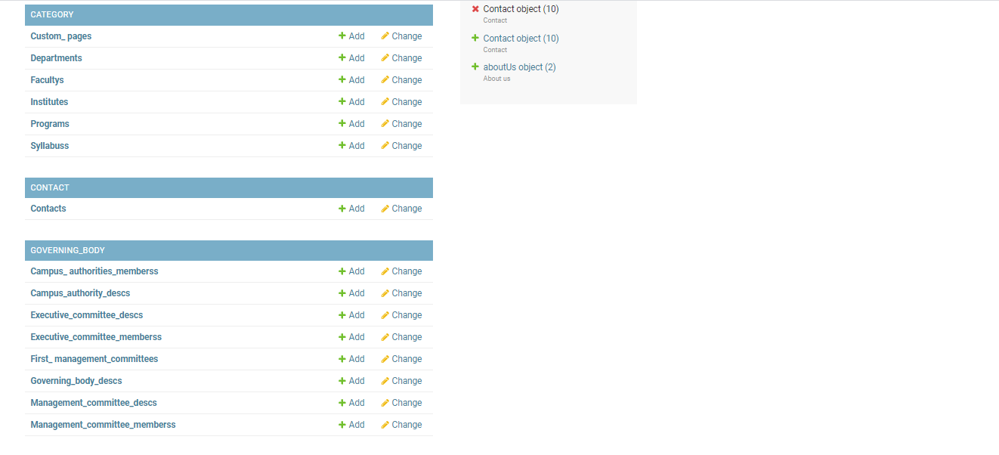 CATEGORY
Custom_ pages Add Change
Departments Add Change
Facultys Add Change
Institutes Add Change
Programs Add Change
Syllabuss Add Change
CONTACT
Contacts Add Change
GOVERNING_BODY
Campus_ authorities_memberss Add Change
Campus_authority_descs Add Change
Executive_committee_descs Add Change
Executive_committee_memberss Add Change
First_ management_committees Add Change
Governing_body_descs Add Change
Management_committee_descs Add Change
Management_committee_memberss Add Change
Contact object (10)
Contact
Contact object (10)
Contact
aboutUs object (2)
About us